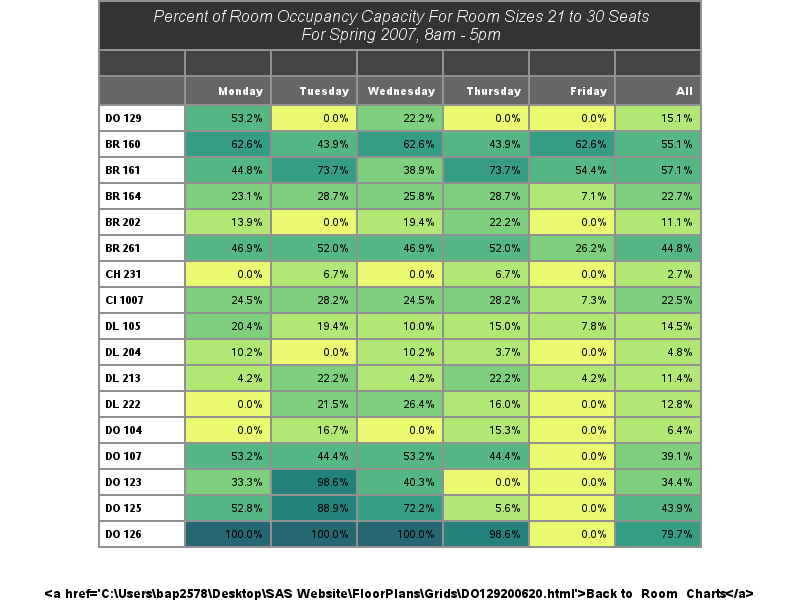 Percent of Room Occupancy Capacity For Room Sizes 21 to 30 Seats
For Spring 2007, 8am - 5pm
Monday Tuesday Wednesday Thursday Friday All
DO 129 53.2% 0.0% 22.2% 0.0% 0.0% 15.1%
BR 160 62.6% 43.9% 62.6% 43.9% 62.6% 55.1%
BR 161 44.8% 73.7% 38.9% 73.7% 54.4% 57.1%
BR 164 23.1% 28.7% 25.8% 28.7% 7.1% 22.7%
BR 202 13.9% 0.0% 19.4% 22.2% 0.0% 11.1%
BR 261 46.9% 52.0% 46.9% 52.0% 26.2% 44.8%
CH 231 0.0% 6.7% 0.0% 6.7% 0.0% 2.7%
CI 1007 24.5% 28.2% 24.5% 28.2% 7.3% 22.5%
DL 105 20.4% 19.4% 10.0% 15.0% 7.8% 14.5%
DL 204 10.2% 0.0% 10.2% 3.7% 0.0% 4.8%
DL 213 4.2% 22.2% 4.2% 22.2% 4.2% 11.4%
DL 222 0.0% 21.5% 26.4% 16.0% 0.0% 12.8%
DO 104 0.0% 16.7% 0.0% 15.3% 0.0% 6.4%
DO 107 53.2% 44.4% 53.2% 44.4% 0.0% 39.1%
DO 123 33.3% 98.6% 40.3% 0.0% 0.0% 34.4%
DO 125 52.8% 88.9% 72.2% 5.6% 0.0% 43.9%
DO 126 100.0% 100.0% 100.0% 98.6% 0.0% 79.7%
<a href='C:\Users\bap2578\Desktop\SAS Website\FloorPlans\Grids\DO129200620.html'>Back to Room Charts</a>